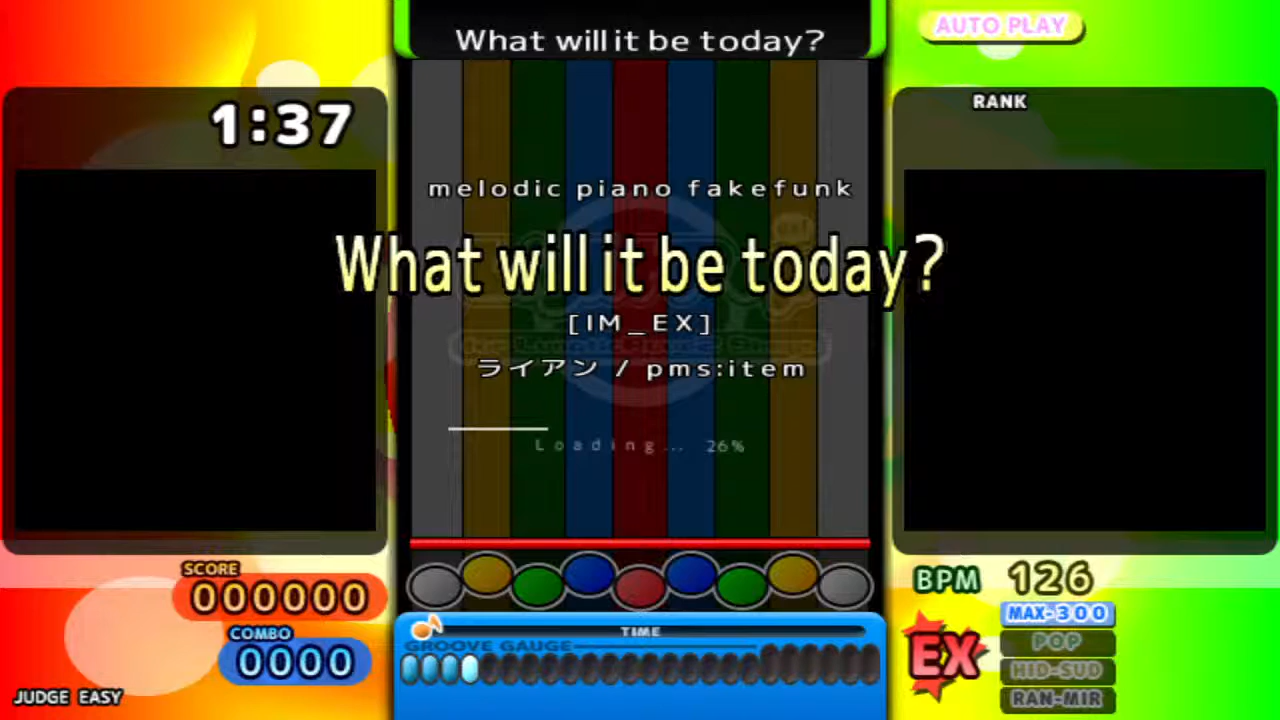 What will it be today?
AUTO PLAY
1:37
RANK
melodic piano fakefunk
What will it be today?
[IM_EX]
ライアン / pms:item
Loading... 26%
SCORE
000000
COMBO
0000
JUDGE EASY
TIME
GROOVE GAUGE
BPM 126
EX
MAX-300
POP
HID-SUD
RAN-MIR